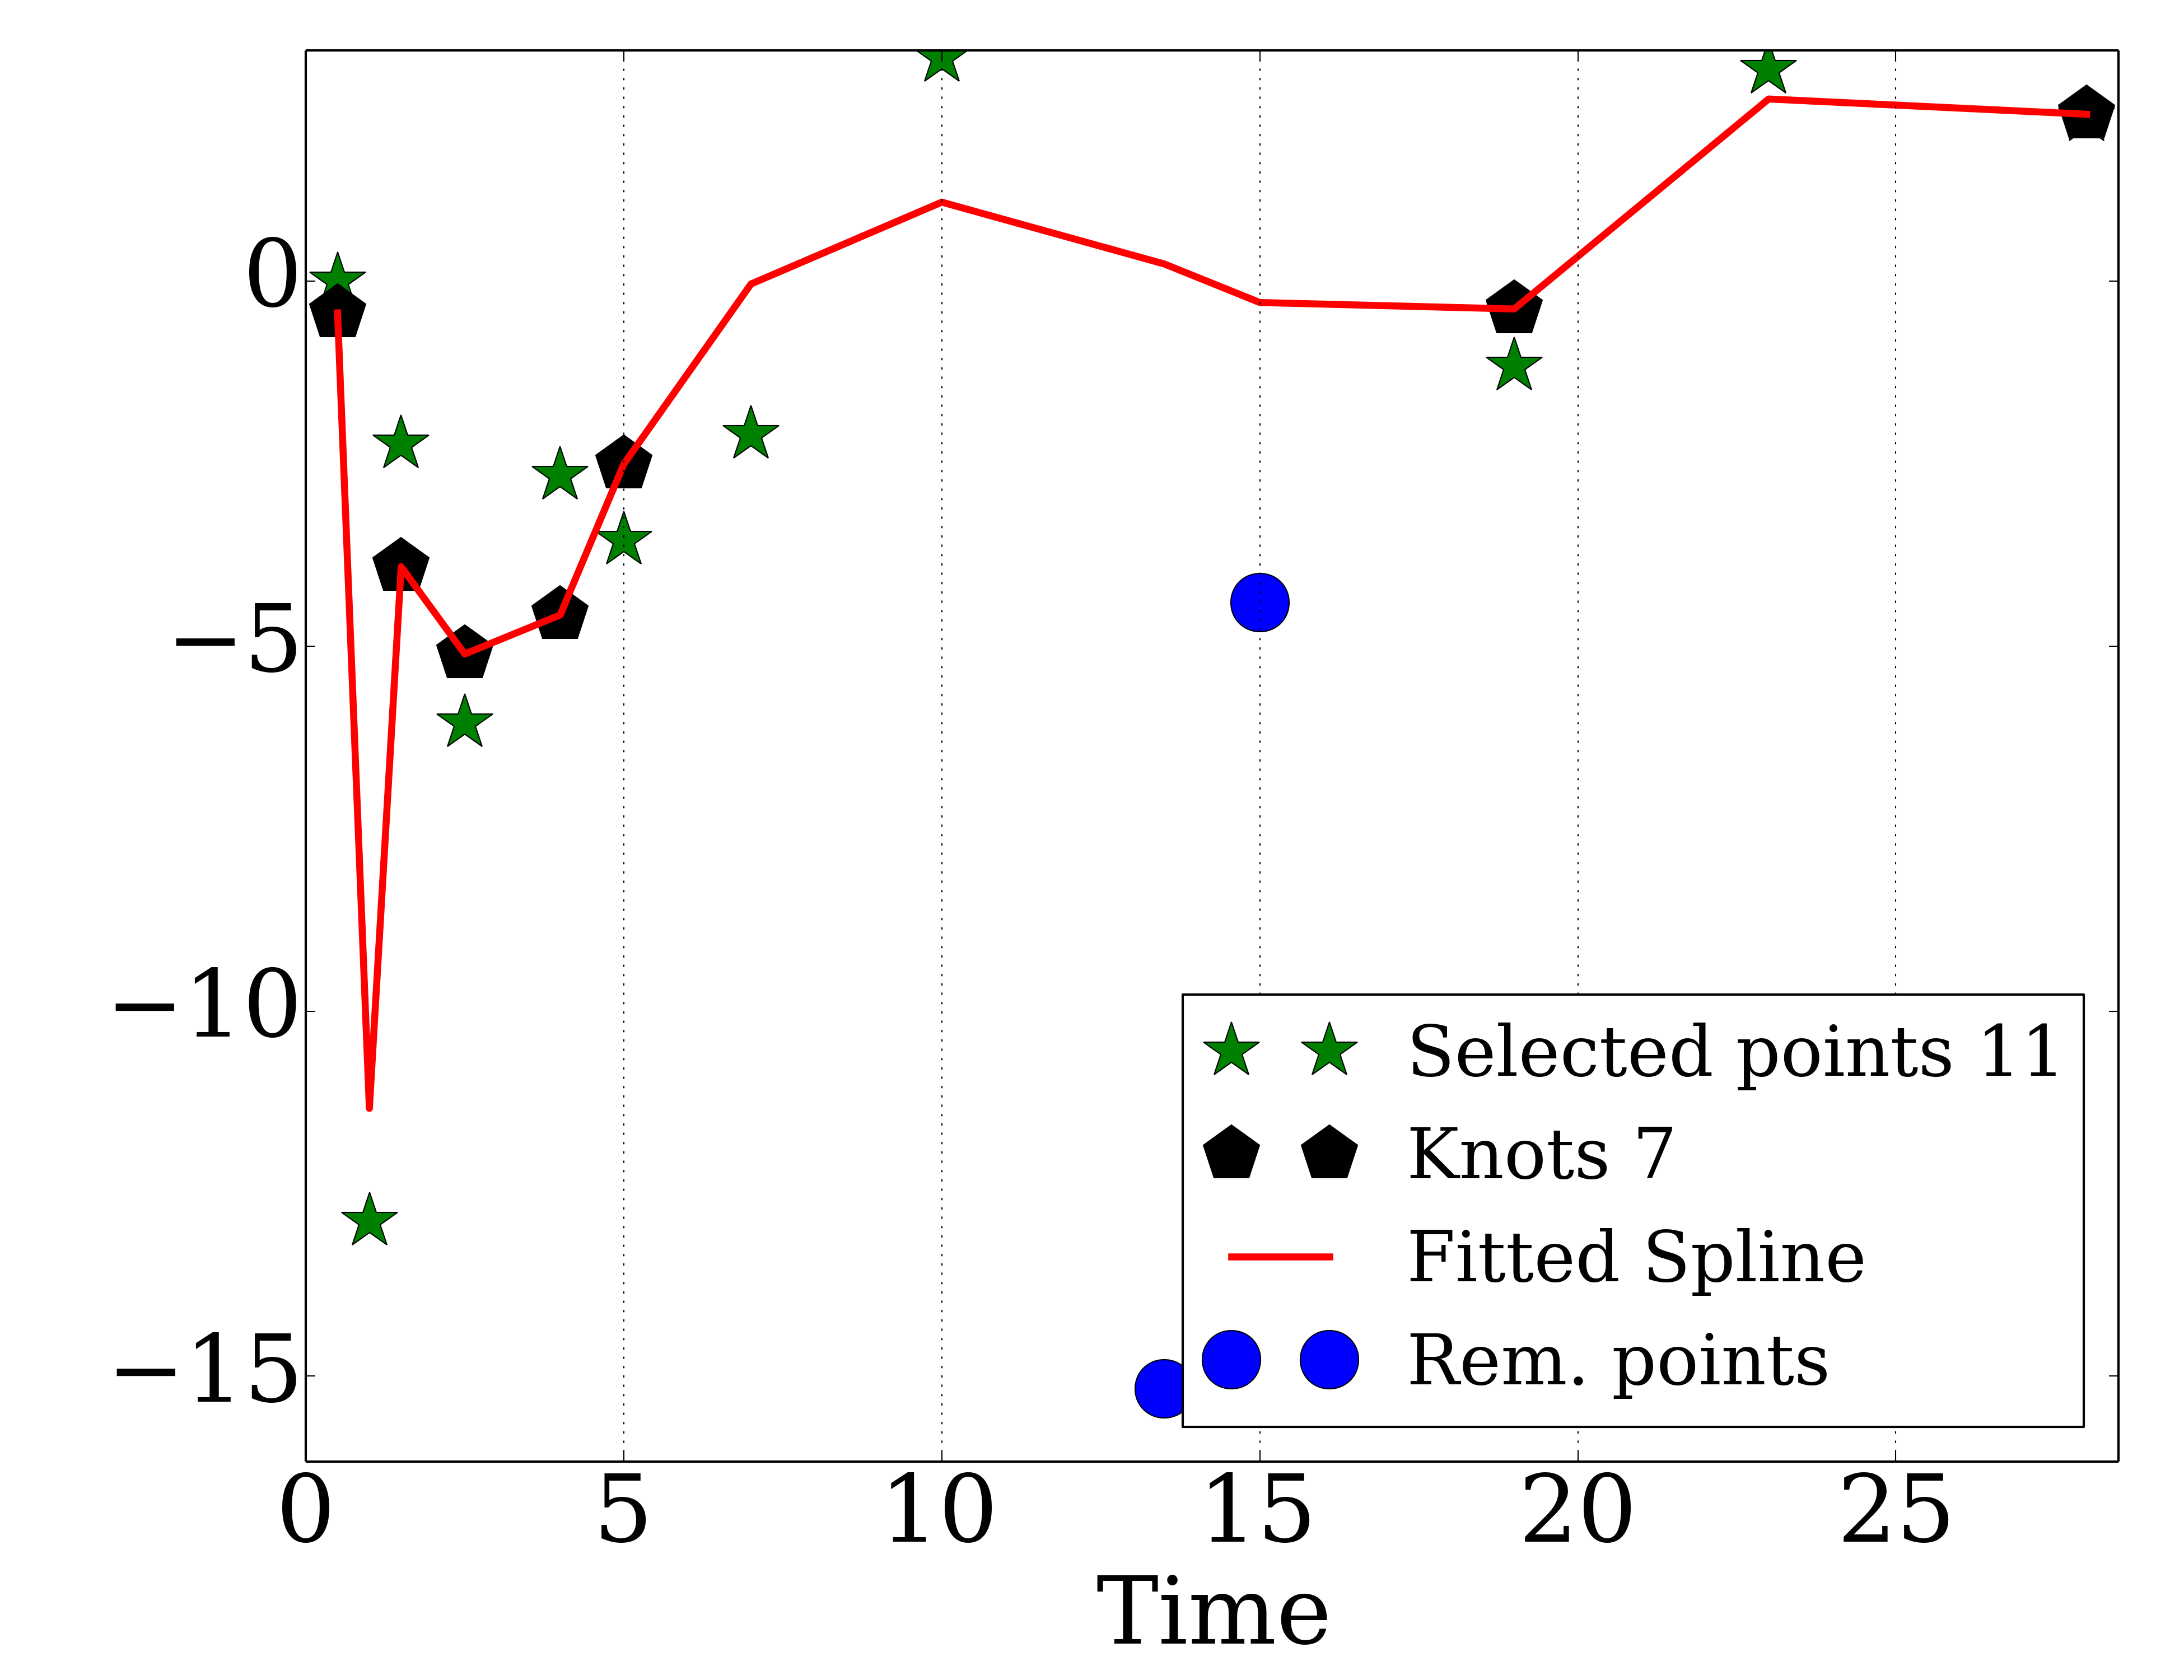 0
−5
−10
−15
0 5 10 15 20 25
Time
Selected points 11
Knots 7
Fitted Spline
Rem. points